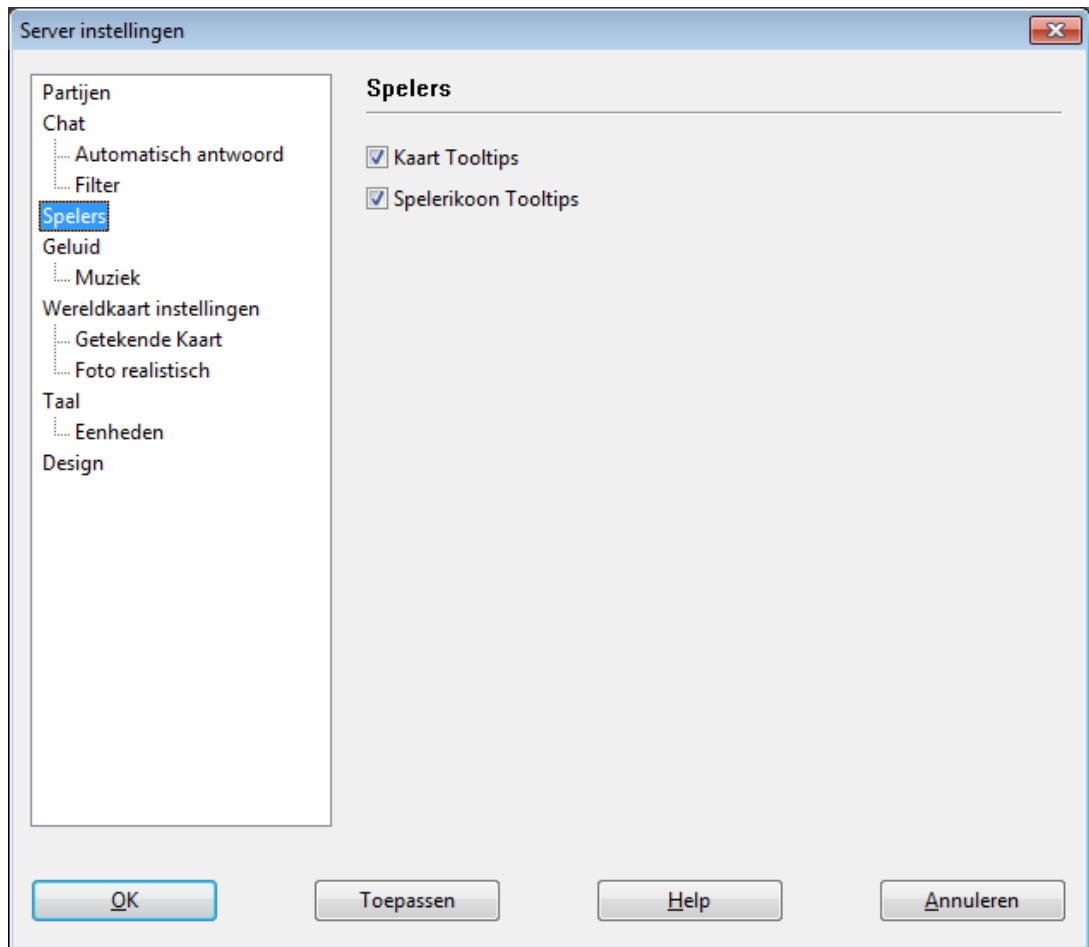 Server instellingen
Partijen
Chat
Automatisch antwoord
Filter
Spelers
Geluid
Muziek
Wereldkaart instellingen
Getekende Kaart
Foto realistisch
Taal
Eenheden
Design
Spelers
Kaart Tooltips
Spelerikoon Tooltips
OK Toepassen Help Annuleren